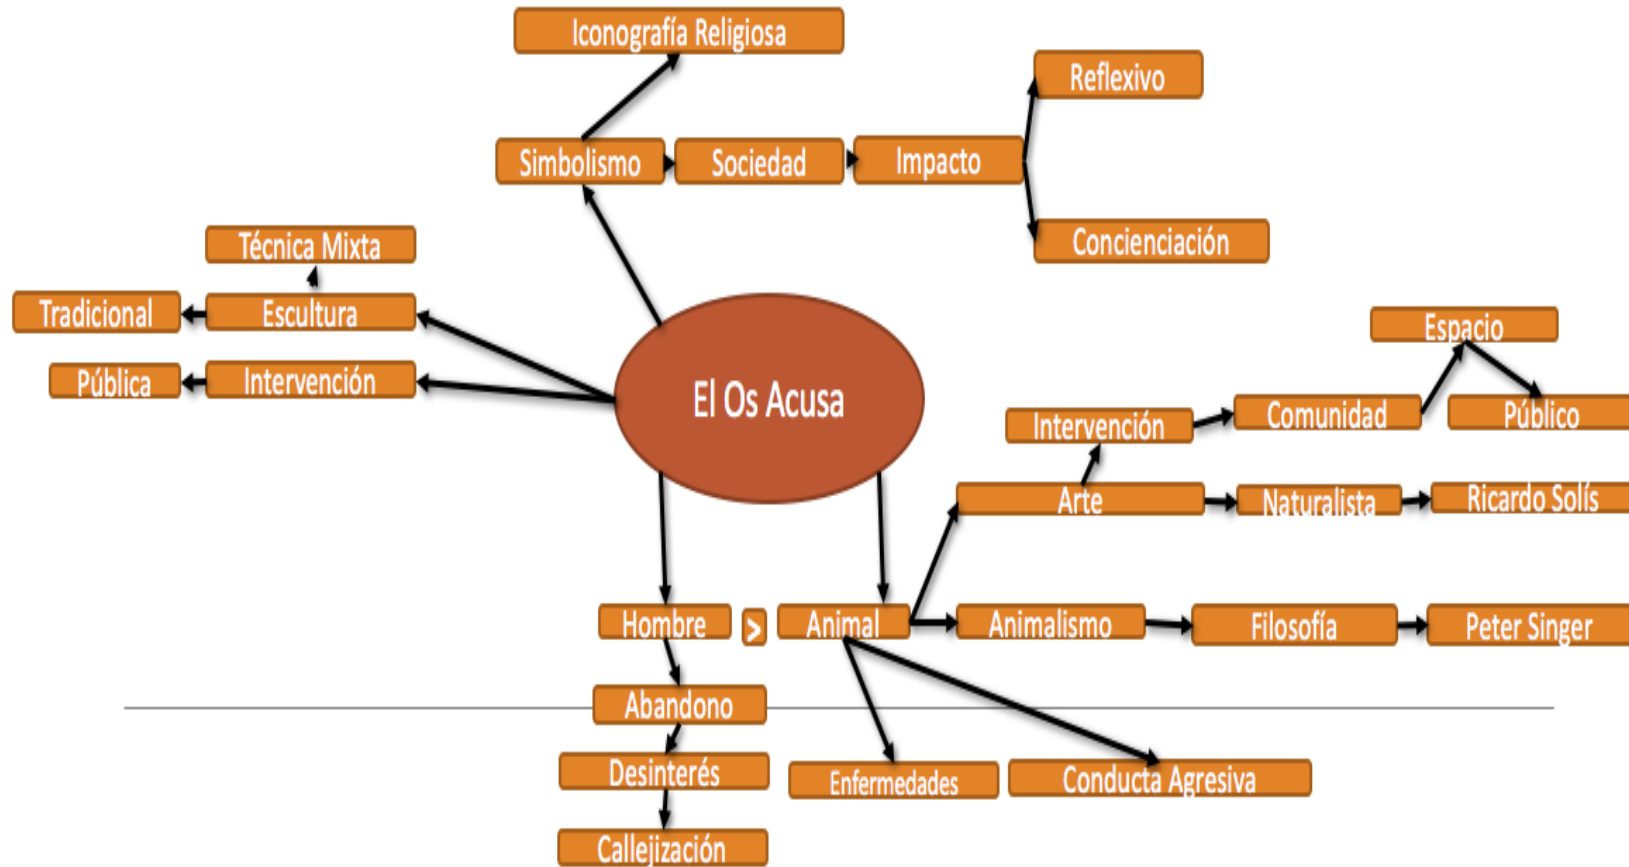 Iconografía Religiosa
Reflexivo
Simbolismo
Sociedad
Impacto
Concienciación
Técnica Mixta
Tradicional
Escultura
Pública
Intervención
El Os Acusa
Espacio
Intervención
Comunidad
Público
Arte
Naturalista
Ricardo Solís
Hombre
>
Animal
Animalismo
Filosofía
Peter Singer
Abandono
Desinterés
Enfermedades
Conducta Agresiva
Callejización